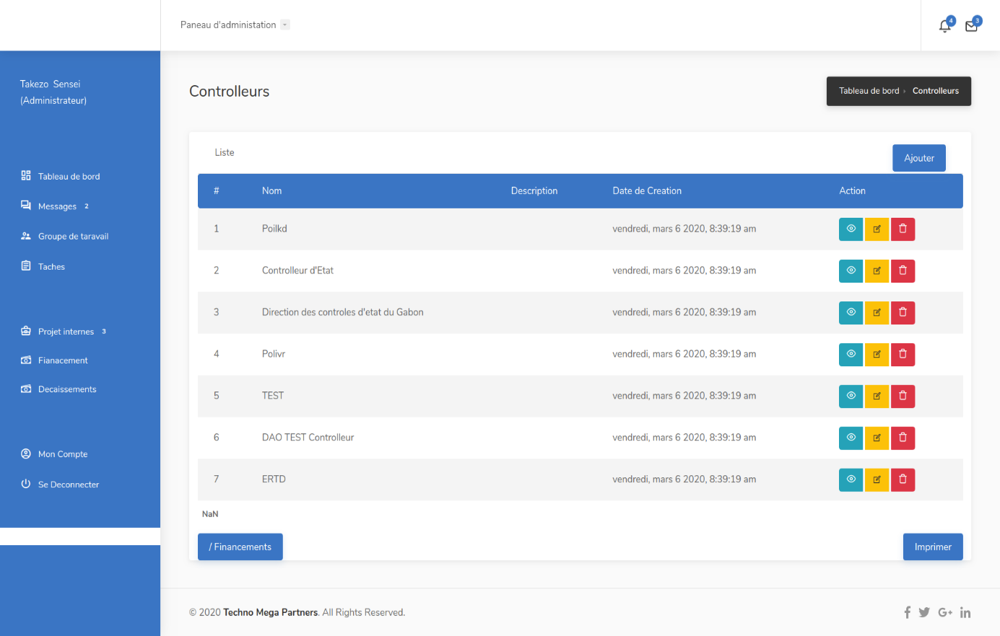 Paneau d'administation
4
3
Takezo Sensei
(Administrateur)
Tableau de bord
Messages 2
Groupe de taravail
Taches
Projet internes 3
Fianacement
Decaissements
Mon Compte
Se Deconnecter
Controlleurs
Tableau de bord › Controlleurs
Liste
Ajouter
# Nom Description Date de Creation Action
1 Poilkd vendredi, mars 6 2020, 8:39:19 am
2 Controlleur d'Etat vendredi, mars 6 2020, 8:39:19 am
3 Direction des controles d'etat du Gabon vendredi, mars 6 2020, 8:39:19 am
4 Polivr vendredi, mars 6 2020, 8:39:19 am
5 TEST vendredi, mars 6 2020, 8:39:19 am
6 DAO TEST Controlleur vendredi, mars 6 2020, 8:39:19 am
7 ERTD vendredi, mars 6 2020, 8:39:19 am
NaN
/ Financements
Imprimer
© 2020 Techno Mega Partners. All Rights Reserved.